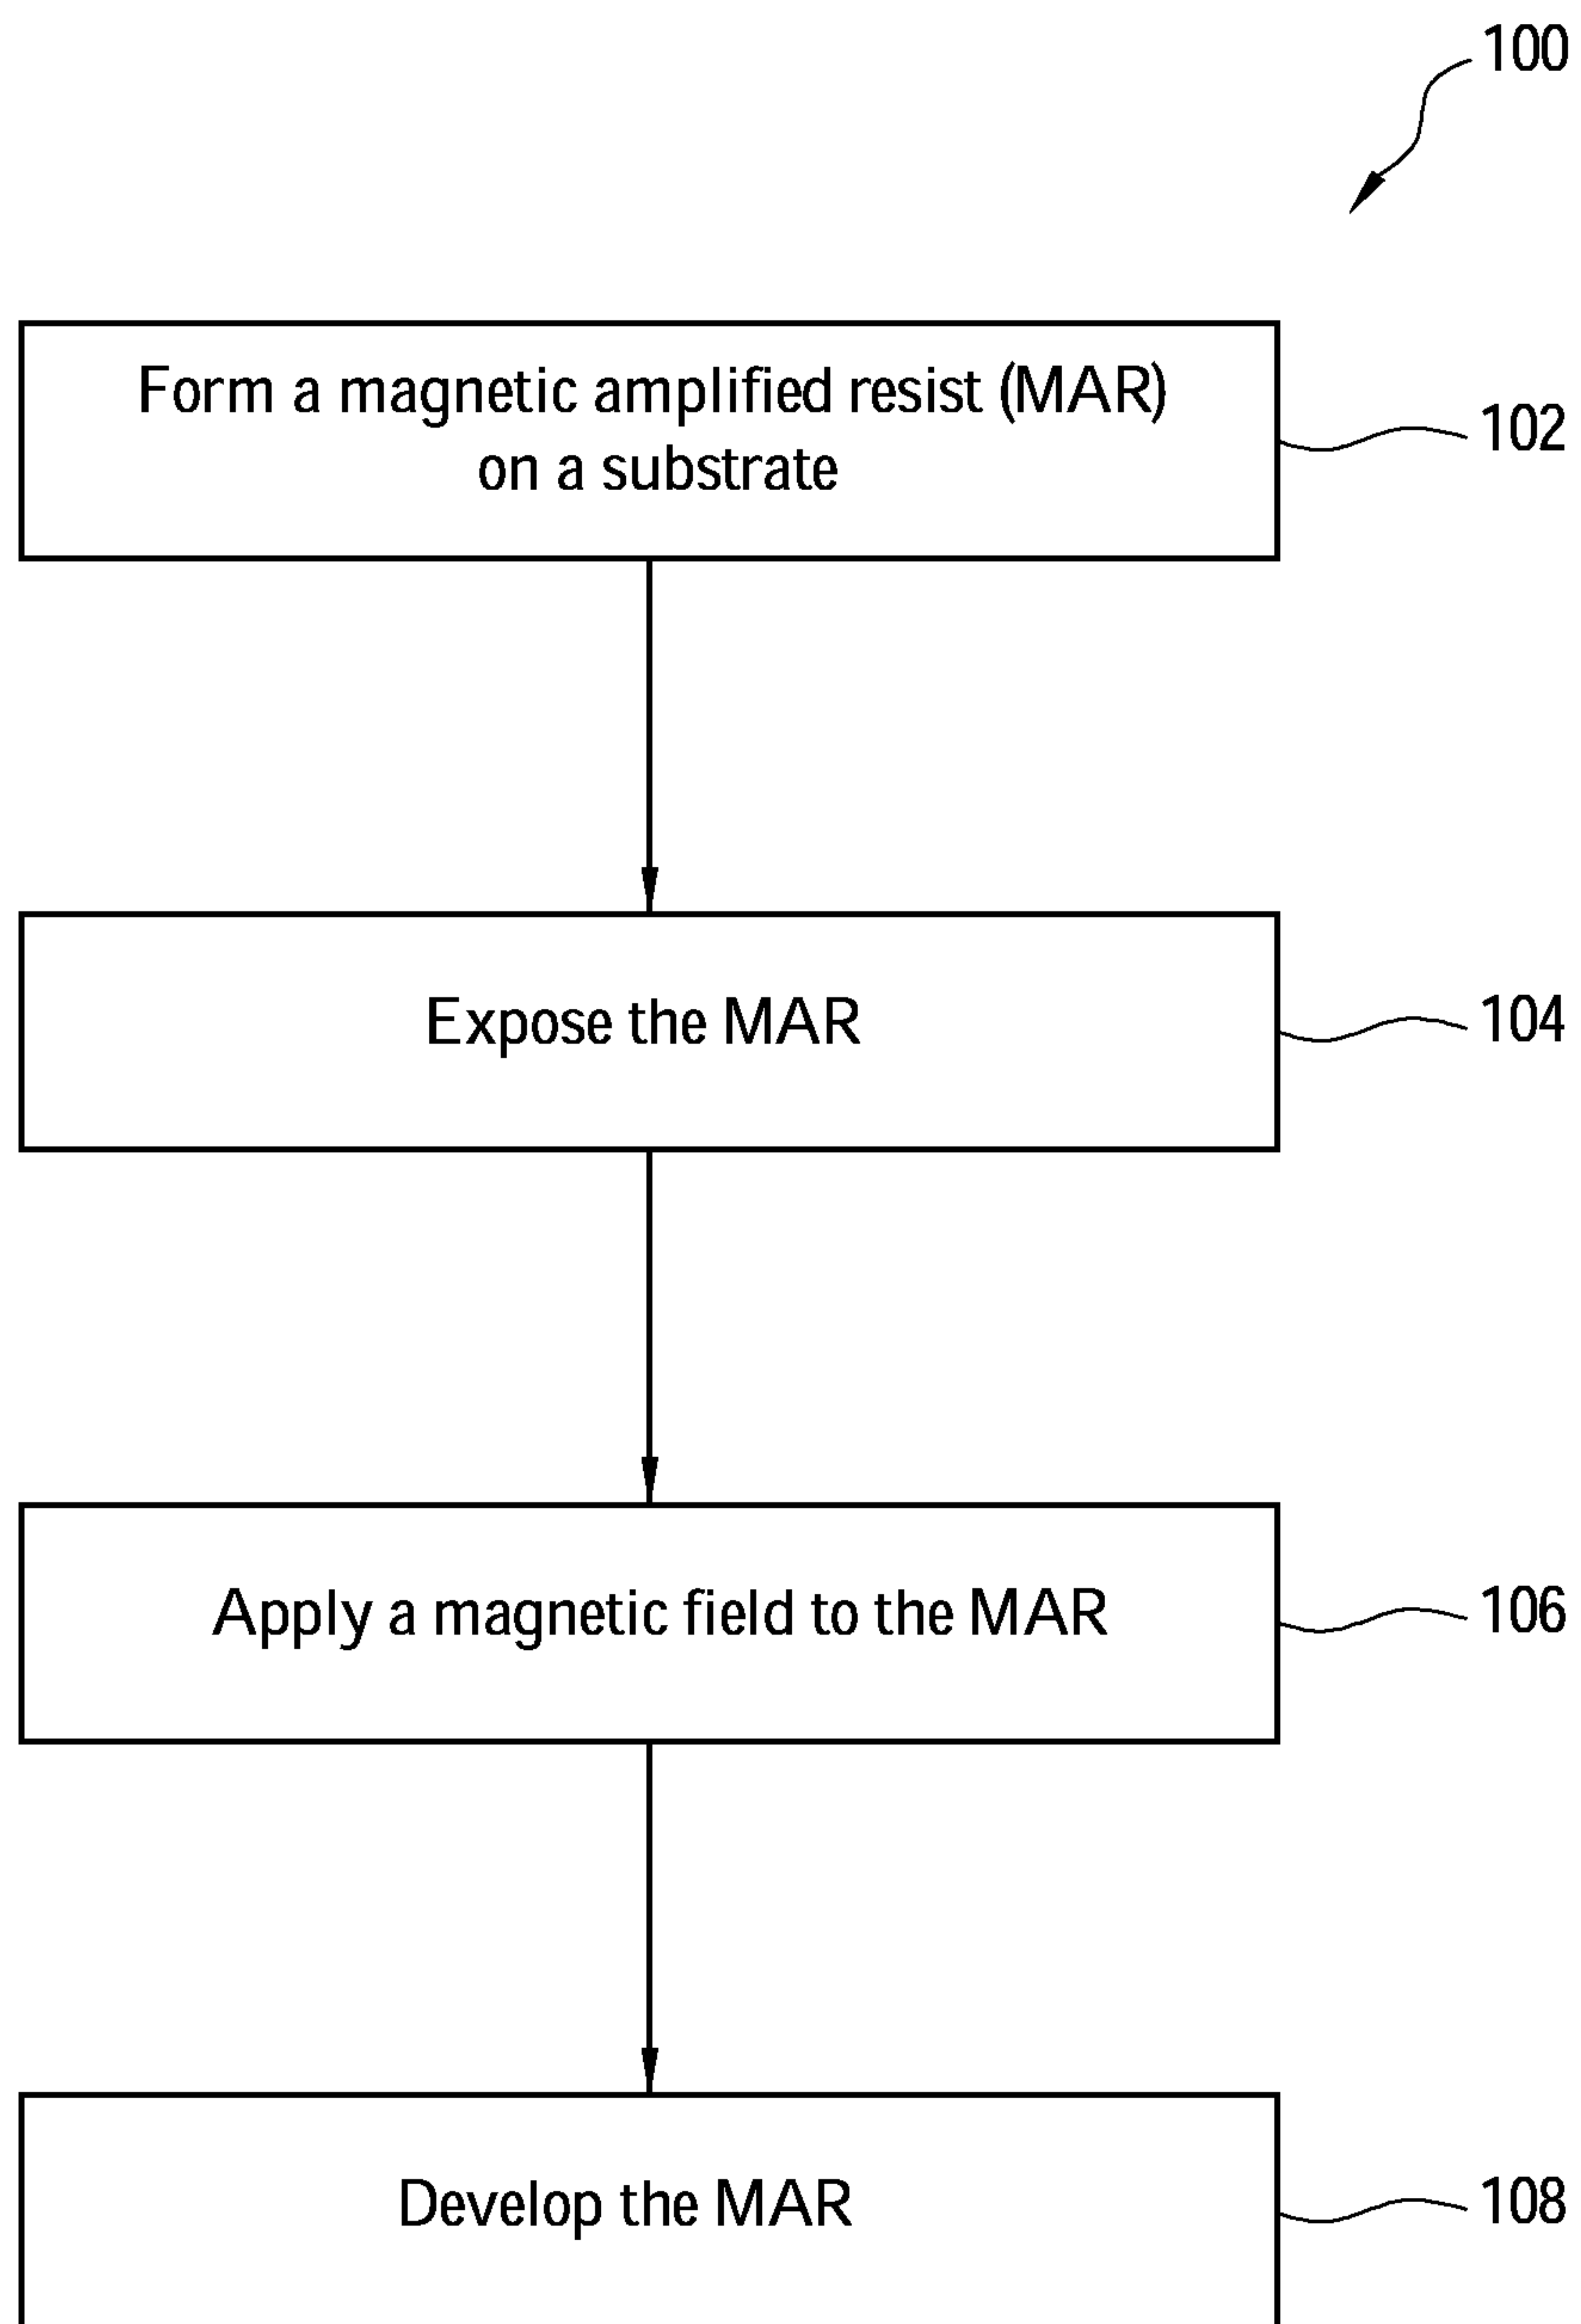 100
Form a magnetic amplified resist (MAR)
on a substrate
102
Expose the MAR
104
Apply a magnetic field to the MAR
106
Develop the MAR
108